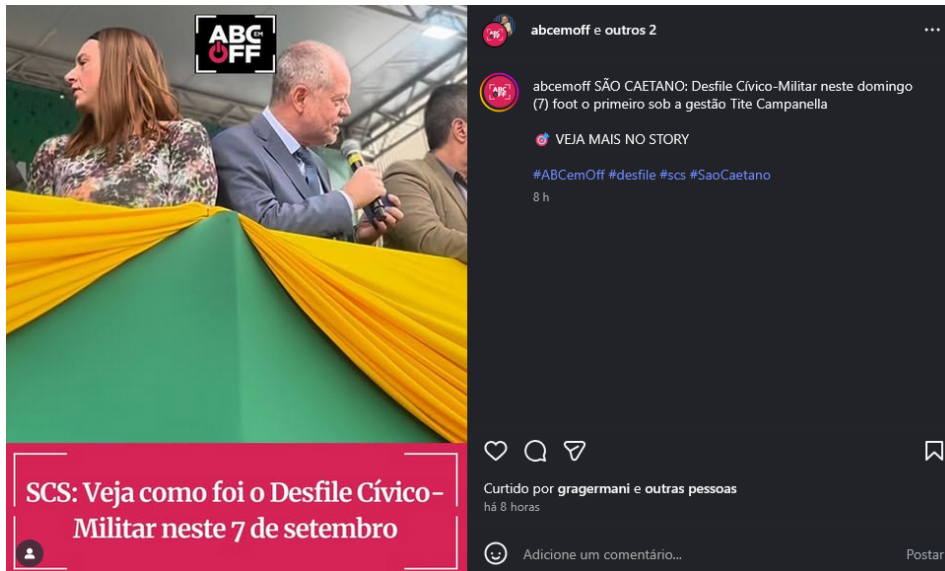 ABC EM
OFF
SCS: Veja como foi o Desfile Cívico-
Militar neste 7 de setembro
abcemoff e outros 2
abcemoff SÃO CAETANO: Desfile Cívico-Militar neste domingo
(7) foot o primeiro sob a gestão Tite Campanella
VEJA MAIS NO STORY
#ABCemOff #desfile #scs #SaoCaetano
8 h
Curtido por gragermani e outras pessoas
há 8 horas
Adicione um comentário...
Postar